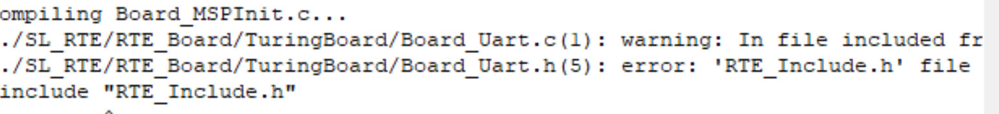 ompiling Board_MSPInit.c...
./SL_RTE/RTE_Board/TuringBoard/Board_Uart.c(1): warning: In file included fr
./SL_RTE/RTE_Board/TuringBoard/Board_Uart.h(5): error: 'RTE_Include.h' file
include "RTE_Include.h"
^